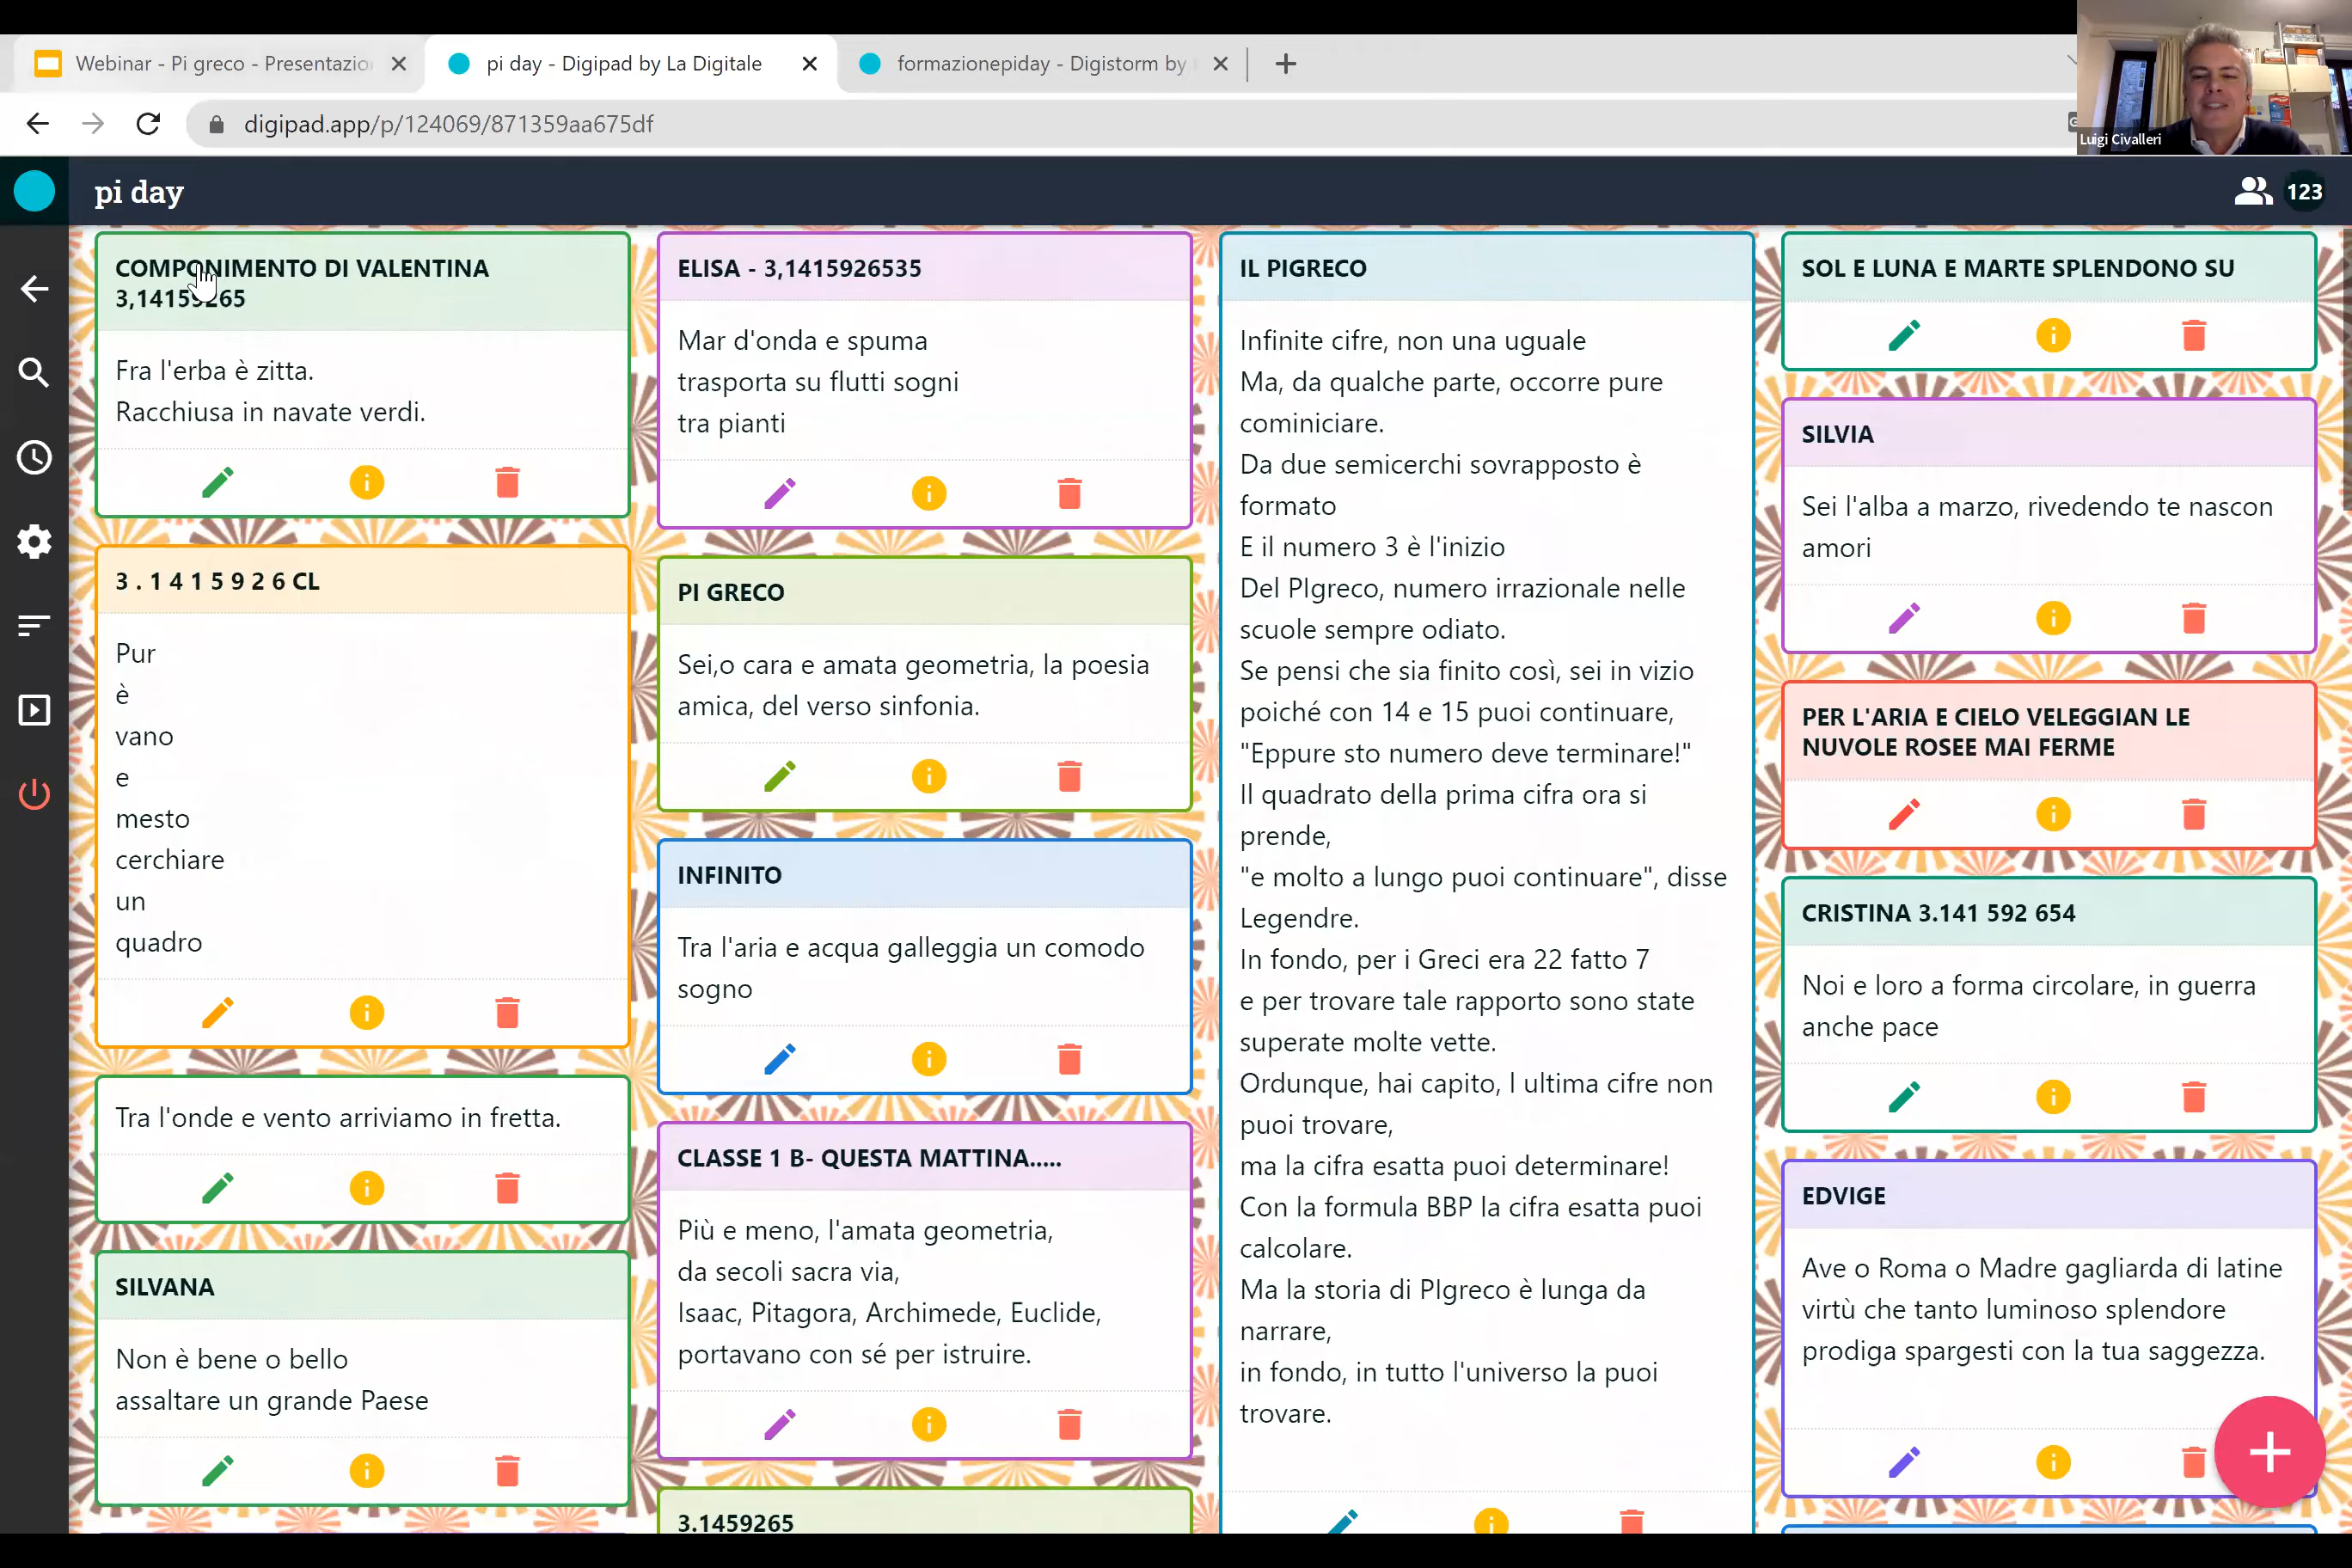 Webinar - Pi greco - Presentazio
pi day - Digipad by La Digitale
formazionepiday - Digistorm by
digipad.app/p/124069/871359aa675df
Luigi Civalleri
pi day
123
COMPONIMENTO DI VALENTINA
3,14159265
Fra l'erba è zitta.
Racchiusa in navate verdi.
3 . 1 4 1 5 9 2 6 CL
Pur
è
vano
e
mesto
cerchiare
un
quadro
Tra l'onde e vento arriviamo in fretta.
SILVANA
Non è bene o bello
assaltare un grande Paese
ELISA - 3,1415926535
Mar d'onda e spuma
trasporta su flutti sogni
tra pianti
PI GRECO
Sei,o cara e amata geometria, la poesia
amica, del verso sinfonia.
INFINITO
Tra l'aria e acqua galleggia un comodo
sogno
CLASSE 1 B- QUESTA MATTINA.....
Più e meno, l'amata geometria,
da secoli sacra via,
Isaac, Pitagora, Archimede, Euclide,
portavano con sé per istruire.
3.1459265
IL PIGRECO
Infinite cifre, non una uguale
Ma, da qualche parte, occorre pure
cominiciare.
Da due semicerchi sovrapposto è
formato
E il numero 3 è l'inizio
Del PIgreco, numero irrazionale nelle
scuole sempre odiato.
Se pensi che sia finito così, sei in vizio
poiché con 14 e 15 puoi continuare,
"Eppure sto numero deve terminare!"
Il quadrato della prima cifra ora si
prende,
"e molto a lungo puoi continuare", disse
Legendre.
In fondo, per i Greci era 22 fatto 7
e per trovare tale rapporto sono state
superate molte vette.
Ordunque, hai capito, l ultima cifre non
puoi trovare,
ma la cifra esatta puoi determinare!
Con la formula BBP la cifra esatta puoi
calcolare.
Ma la storia di PIgreco è lunga da
narrare,
in fondo, in tutto l'universo la puoi
trovare.
SOL E LUNA E MARTE SPLENDONO SU
SILVIA
Sei l'alba a marzo, rivedendo te nascon
amori
PER L'ARIA E CIELO VELEGGIAN LE
NUVOLE ROSEE MAI FERME
CRISTINA 3.141 592 654
Noi e loro a forma circolare, in guerra
anche pace
EDVIGE
Ave o Roma o Madre gagliarda di latine
virtù che tanto luminoso splendore
prodiga spargesti con la tua saggezza.